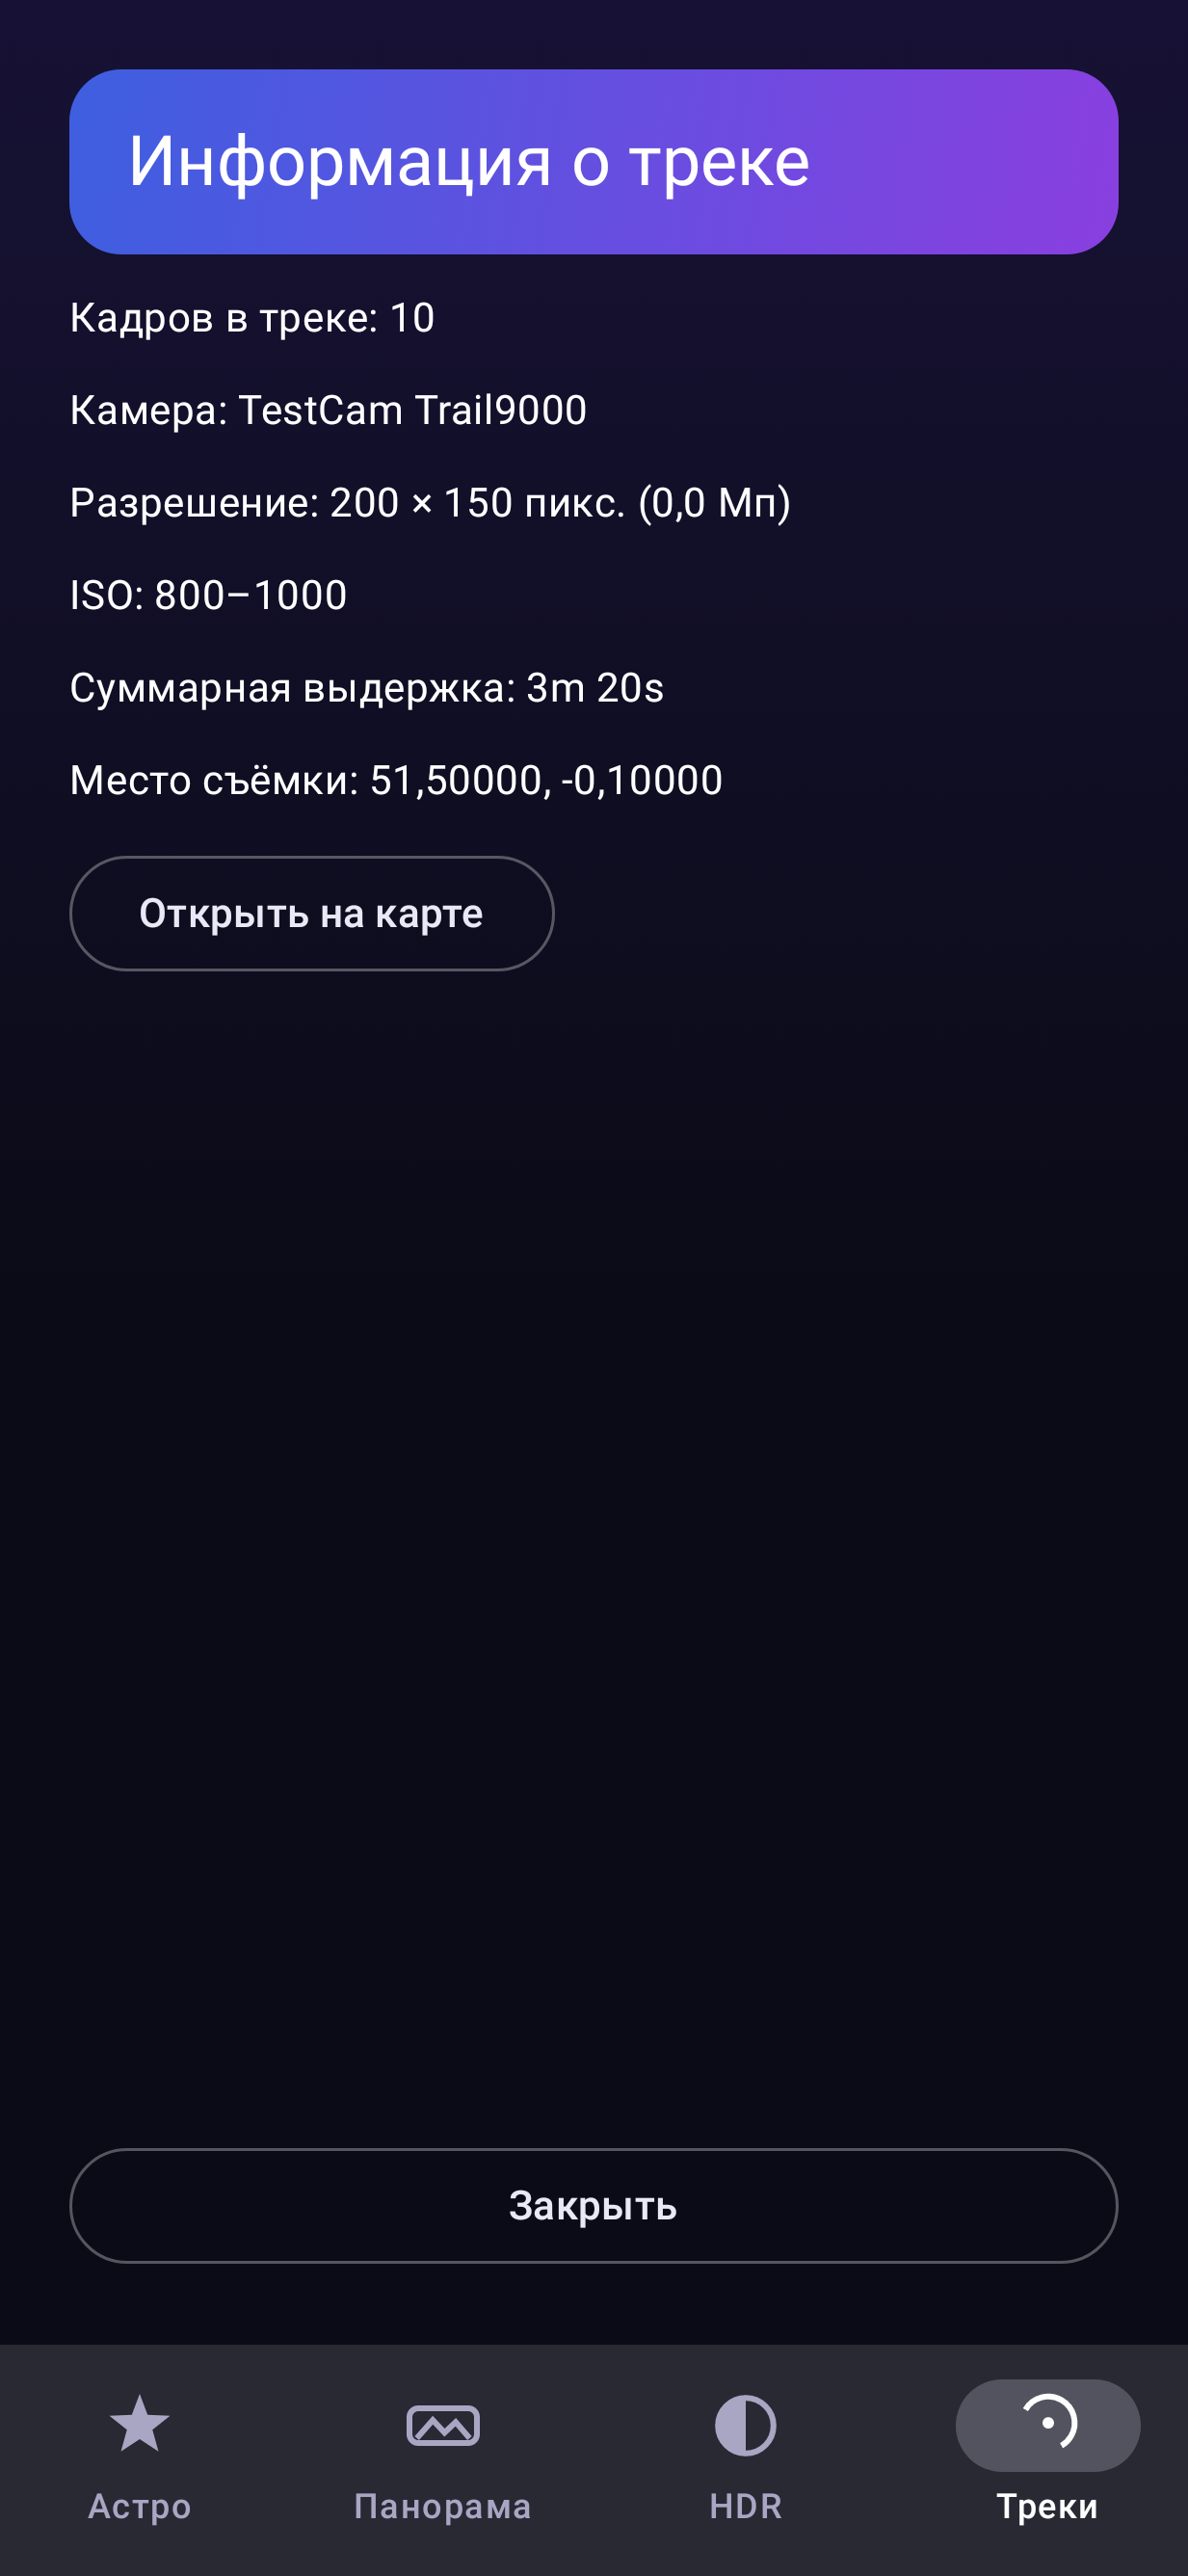 Информация о треке
Кадров в треке: 10
Камера: TestCam Trail9000
Разрешение: 200 × 150 пикс. (0,0 Мп)
ISO: 800–1000
Суммарная выдержка: 3m 20s
Место съёмки: 51,50000, -0,10000
Открыть на карте
Закрыть
Астро
Панорама
HDR
Треки